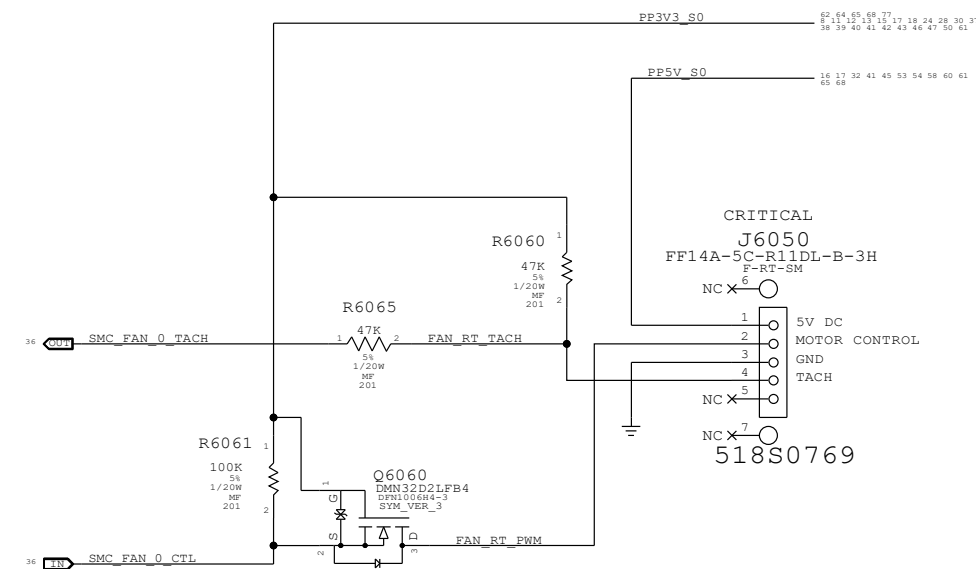 PP3V3_S0
62 64 65 68 77
8 11 12 13 15 17 18 24 28 30 37
38 39 40 41 42 43 46 47 50 61
PP5V_S0
16 17 32 41 45 53 54 58 60 61
65 68
CRITICAL
J6050
FF14A-5C-R11DL-B-3H
F-RT-SM
NC 6
1 5V DC
2 MOTOR CONTROL
3 GND
4 TACH
NC 5
NC 7
518S0769
R6060 1
47K
5%
1/20W
MF
201 2
R6065
36 OUT SMC_FAN_0_TACH 1 47K 2 FAN_RT_TACH
5%
1/20W
MF
201
R6061 1
100K
5%
1/20W
MF
201 2
Q6060
DMN32D2LFB4
DFN1006H4-3
SYM_VER_3
1
G
S
D
2
3
FAN_RT_PWM
36 IN SMC_FAN_0_CTL